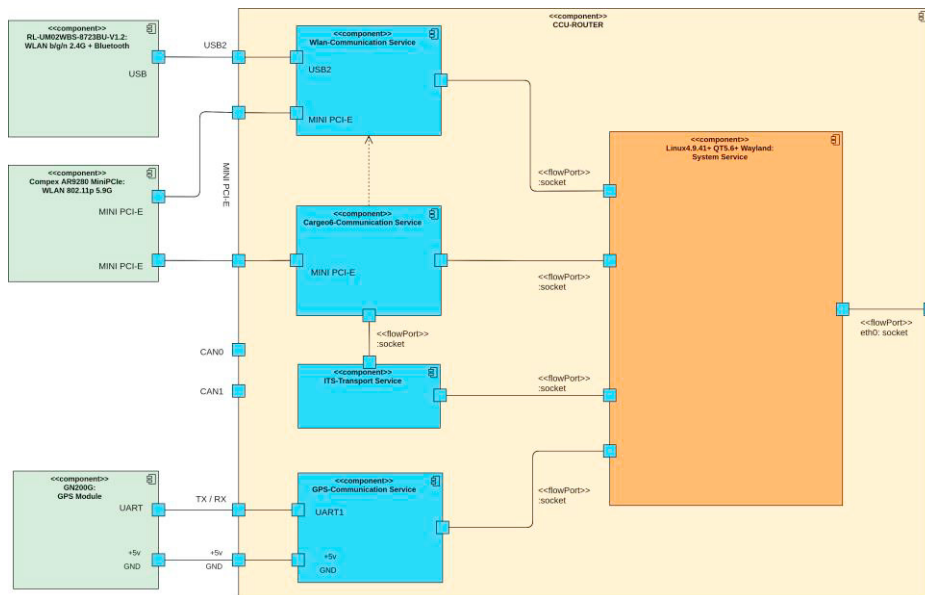 <<component>>
CCU-ROUTER
<<component>>
RL-UM02WBS-8723BU-V1.2:
WLAN b/g/n 2.4G + Bluetooth
USB
USB2
<<component>>
Wlan-Communication Service
USB2
MINI PCI-E
<<component>>
Compex AR9280 MiniPCIe:
WLAN 802.11p 5.9G
MINI PCI-E
MINI PCI-E
MINI PCI-E
<<component>>
Cargeo6-Communication Service
MINI PCI-E
<<flowPort>>
:socket
<<component>>
Linux4.9.41+ QT5.6+ Wayland:
System Service
<<flowPort>>
:socket
<<flowPort>>
:socket
<<flowPort>>
eth0: socket
CAN0
CAN1
<<component>>
ITS-Transport Service
<<flowPort>>
:socket
<<component>>
GN200G:
GPS Module
UART
+5v
GND
TX / RX
+5v
GND
<<component>>
GPS-Communication Service
UART1
+5v
GND
<<flowPort>>
:socket